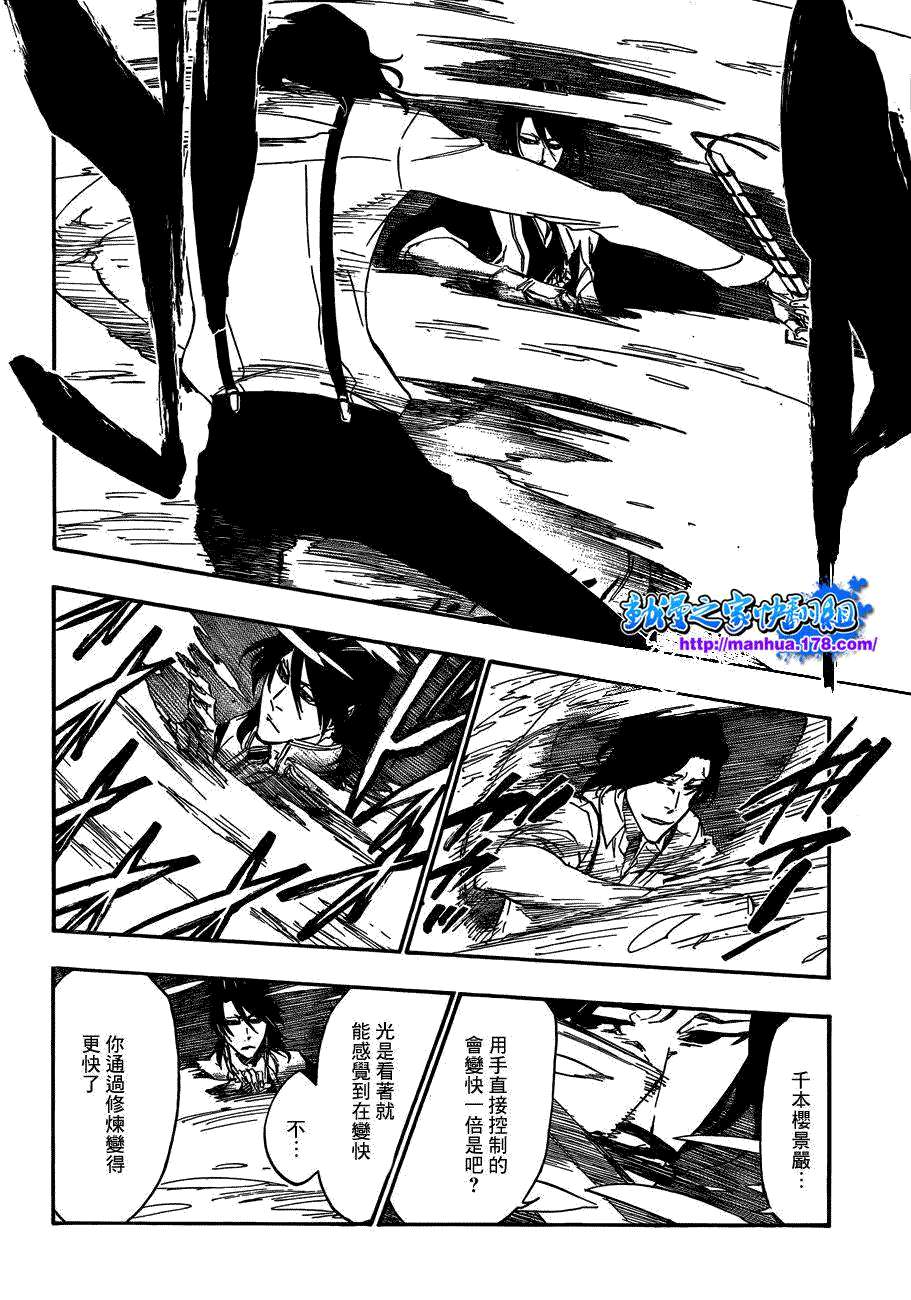 動漫之家漢化組
http://manhua.178.com/
千本櫻景嚴…
用手直接控制的
會變快一倍是吧?
光是看著就
能感覺到在變快
不…
你通過修煉變得
更快了